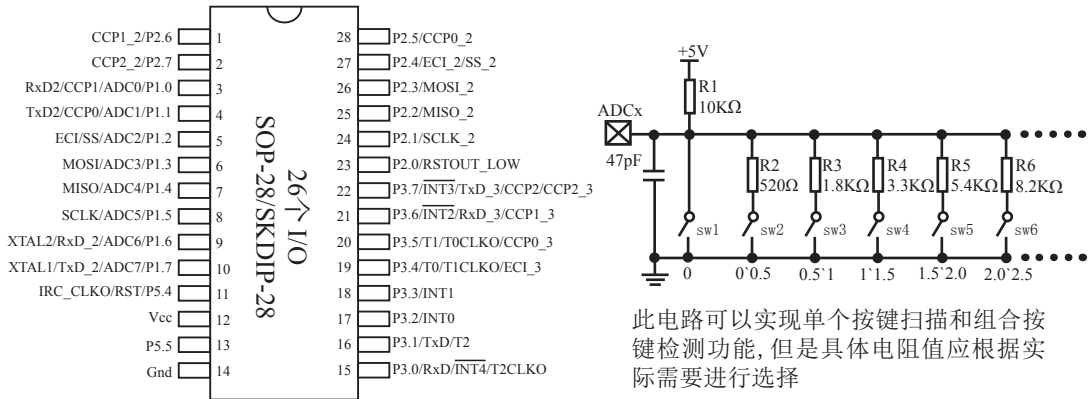 CCP1_2/P2.6
CCP2_2/P2.7
RxD2/CCP1/ADC0/P1.0
TxD2/CCP0/ADC1/P1.1
ECI/SS/ADC2/P1.2
MOSI/ADC3/P1.3
MISO/ADC4/P1.4
SCLK/ADC5/P1.5
XTAL2/RxD_2/ADC6/P1.6
XTAL1/TxD_2/ADC7/P1.7
IRC_CLKO/RST/P5.4
Vcc
P5.5
Gnd
1
2
3
4
5
6
7
8
9
10
11
12
13
14
26个 I/O
SOP-28/SKDIP-28
28
27
26
25
24
23
22
21
20
19
18
17
16
15
P2.5/CCP0_2
P2.4/ECI_2/SS_2
P2.3/MOSI_2
P2.2/MISO_2
P2.1/SCLK_2
P2.0/RSTOUT_LOW
P3.7/INT3/TxD_3/CCP2/CCP2_3
P3.6/INT2/RxD_3/CCP1_3
P3.5/T1/T0CLKO/CCP0_3
P3.4/T0/T1CLKO/ECI_3
P3.3/INT1
P3.2/INT0
P3.1/TxD/T2
P3.0/RxD/INT4/T2CLKO
+5V
R1
10KΩ
ADCx
47pF
R2
520Ω
R3
1.8KΩ
R4
3.3KΩ
R5
5.4KΩ
R6
8.2KΩ
sw1
sw2
sw3
sw4
sw5
sw6
0
0`0.5
0.5`1
1`1.5
1.5`2.0
2.0`2.5
此电路可以实现单个按键扫描和组合按
键检测功能,但是具体电阻值应根据实
际需要进行选择